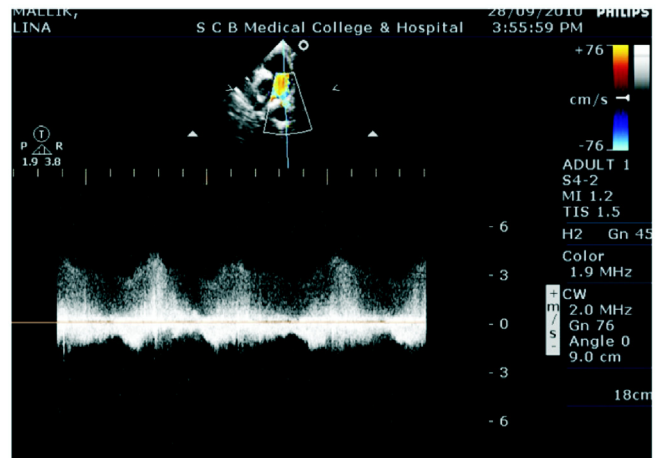 MALLIK,
LINA
S C B Medical College & Hospital
28/09/2010
3:55:59 PM
PHILIPS
+76
cm/s
-76
T
P R
1.9 3.8
ADULT 1
S4-2
MI 1.2
TIS 1.5
H2 Gn 45
Color
1.9 MHz
CW
2.0 MHz
Gn 76
Angle 0
9.0 cm
18cm
- 6
- 3
- 0
- 3
- 6
+
m
/
s
-